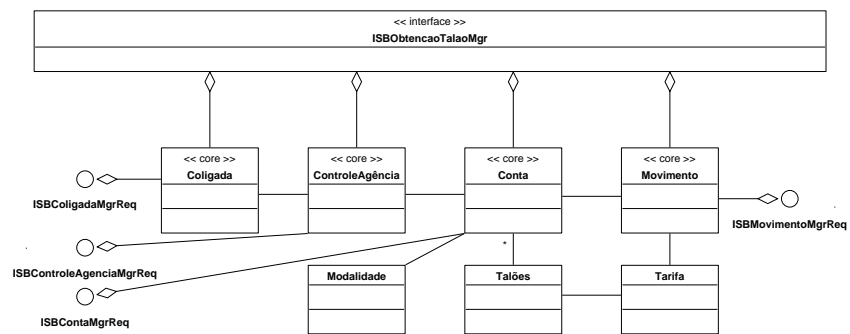 << interface >>
ISBObtencaoTalaoMgr
<< core >>
Coligada
<< core >>
ControleAgência
<< core >>
Conta
<< core >>
Movimento
ISBColigadaMgrReq
ISBMovimentoMgrReq
ISBControleAgenciaMgrReq
*
Modalidade
Talões
Tarifa
ISBContaMgrReq